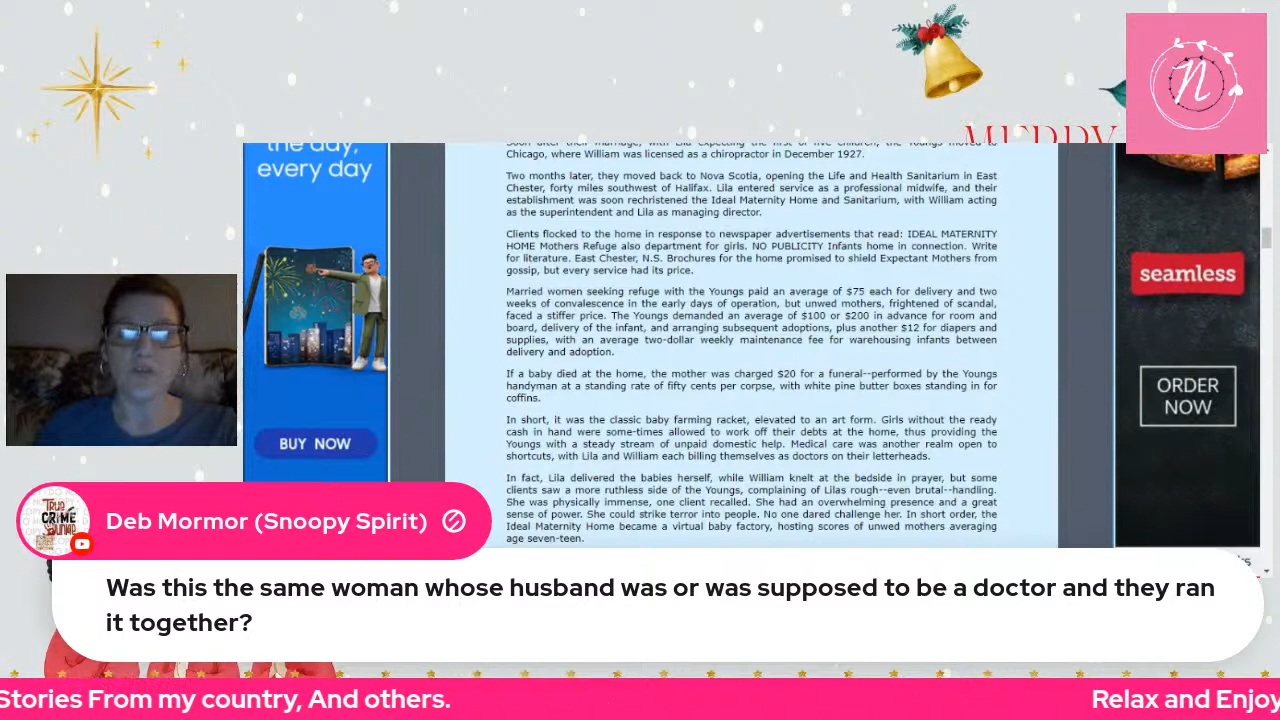 the day,
every day
BUY NOW
MERRY
n
Soon after their marriage, with Lila expecting the first of five children, the Youngs moved to
Chicago, where William was licensed as a chiropractor in December 1927.
Two months later, they moved back to Nova Scotia, opening the Life and Health Sanitarium in East
Chester, forty miles southwest of Halifax. Lila entered service as a professional midwife, and their
establishment was soon rechristened the Ideal Maternity Home and Sanitarium, with William acting
as the superintendent and Lila as managing director.
Clients flocked to the home in response to newspaper advertisements that read: IDEAL MATERNITY
HOME Mothers Refuge also department for girls. NO PUBLICITY Infants home in connection. Write
for literature. East Chester, N.S. Brochures for the home promised to shield Expectant Mothers from
gossip, but every service had its price.
Married women seeking refuge with the Youngs paid an average of $75 each for delivery and two
weeks of convalescence in the early days of operation, but unwed mothers, frightened of scandal,
faced a stiffer price. The Youngs demanded an average of $100 or $200 in advance for room and
board, delivery of the infant, and arranging subsequent adoptions, plus another $12 for diapers and
supplies, with an average two-dollar weekly maintenance fee for warehousing infants between
delivery and adoption.
If a baby died at the home, the mother was charged $20 for a funeral--performed by the Youngs
handyman at a standing rate of fifty cents per corpse, with white pine butter boxes standing in for
coffins.
In short, it was the classic baby farming racket, elevated to an art form. Girls without the ready
cash in hand were some-times allowed to work off their debts at the home, thus providing the
Youngs with a steady stream of unpaid domestic help. Medical care was another realm open to
shortcuts, with Lila and William each billing themselves as doctors on their letterheads.
In fact, Lila delivered the babies herself, while William knelt at the bedside in prayer, but some
clients saw a more ruthless side of the Youngs, complaining of Lilas rough--even brutal--handling.
She was physically immense, one client recalled. She had an overwhelming presence and a great
sense of power. She could strike terror into people. No one dared challenge her. In short order, the
Ideal Maternity Home became a virtual baby factory, hosting scores of unwed mothers averaging
age seven-teen.
seamless
ORDER
NOW
True
CRIME
Deb Mormor (Snoopy Spirit)
Was this the same woman whose husband was or was supposed to be a doctor and they ran
it together?
Stories From my country, And others.
Relax and Enjoy